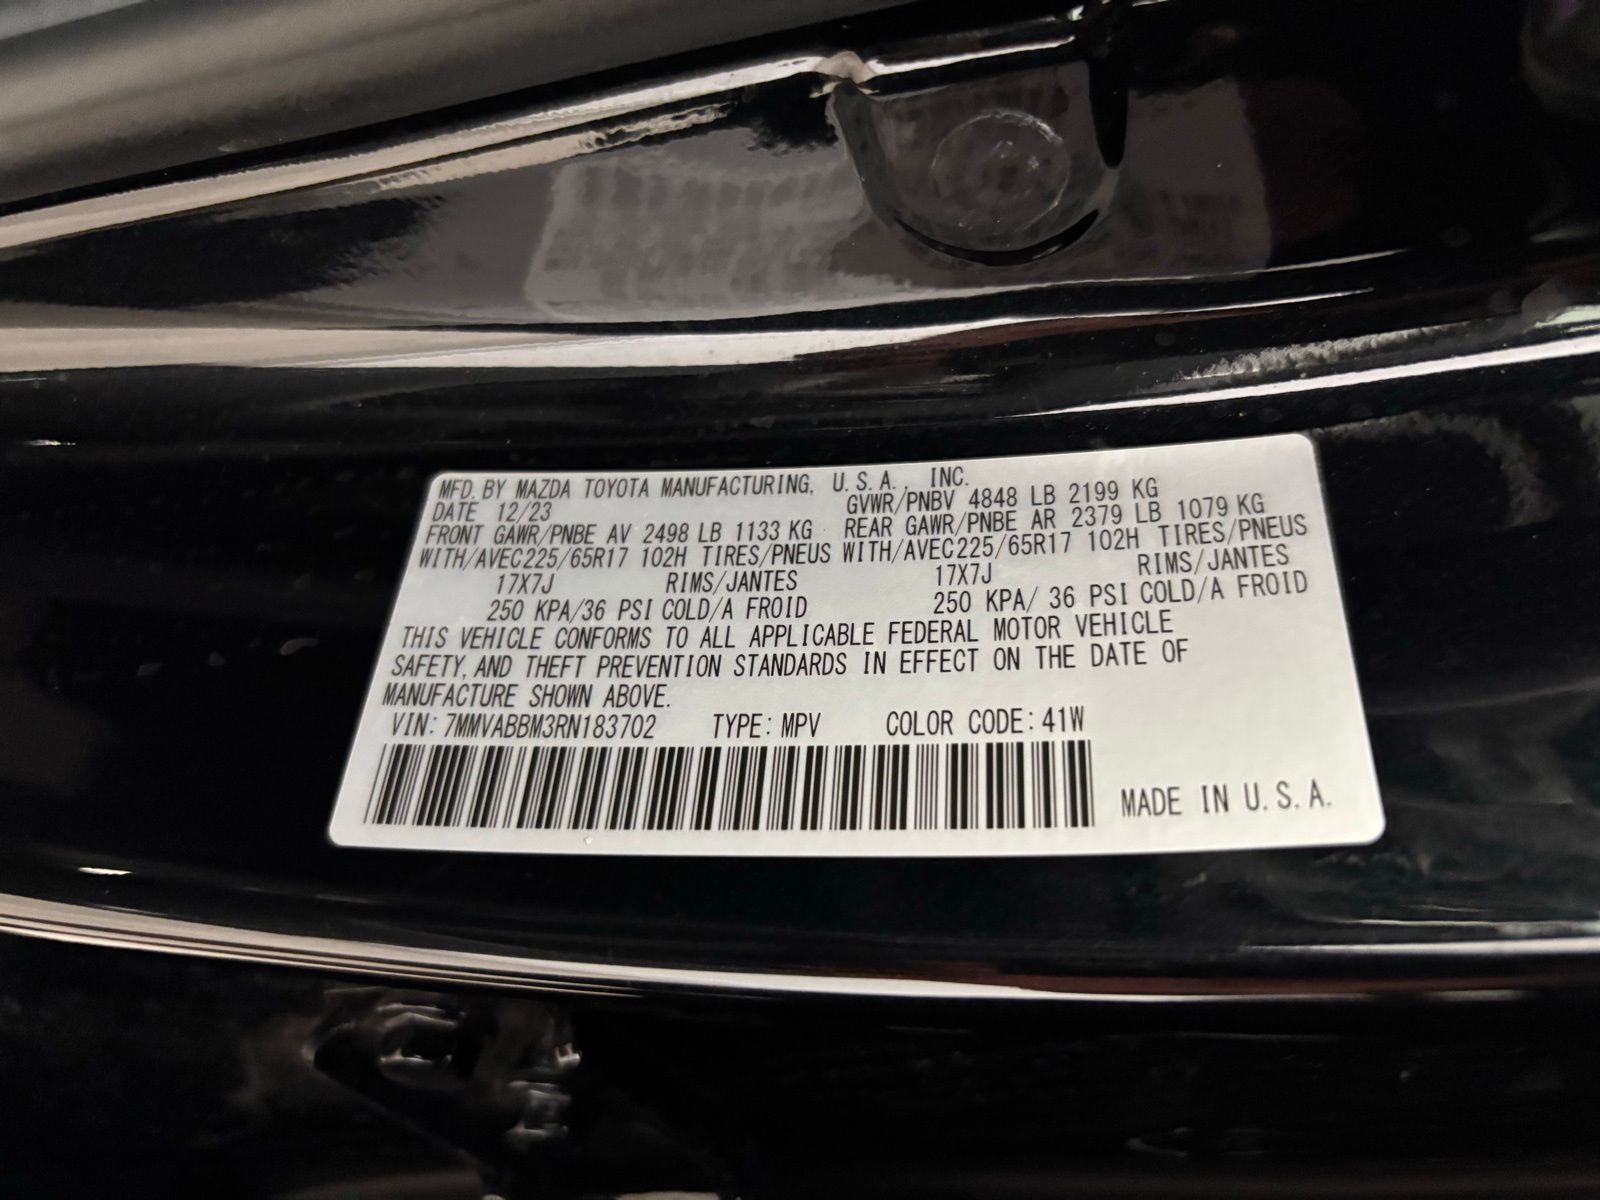 MFD. BY MAZDA TOYOTA MANUFACTURING, U.S.A., INC.
DATE 12/23 GVWR/PNBV 4848 LB 2199 KG
FRONT GAWR/PNBE AV 2498 LB 1133 KG REAR GAWR/PNBE AR 2379 LB 1079 KG
WITH/AVEC225/65R17 102H TIRES/PNEUS WITH/AVEC225/65R17 102H TIRES/PNEUS
17X7J RIMS/JANTES 17X7J RIMS/JANTES
250 KPA/36 PSI COLD/A FROID 250 KPA/ 36 PSI COLD/A FROID
THIS VEHICLE CONFORMS TO ALL APPLICABLE FEDERAL MOTOR VEHICLE
SAFETY, AND THEFT PREVENTION STANDARDS IN EFFECT ON THE DATE OF
MANUFACTURE SHOWN ABOVE.
VIN: 7MMVABBM3RN183702 TYPE: MPV COLOR CODE: 41W
MADE IN U.S.A.